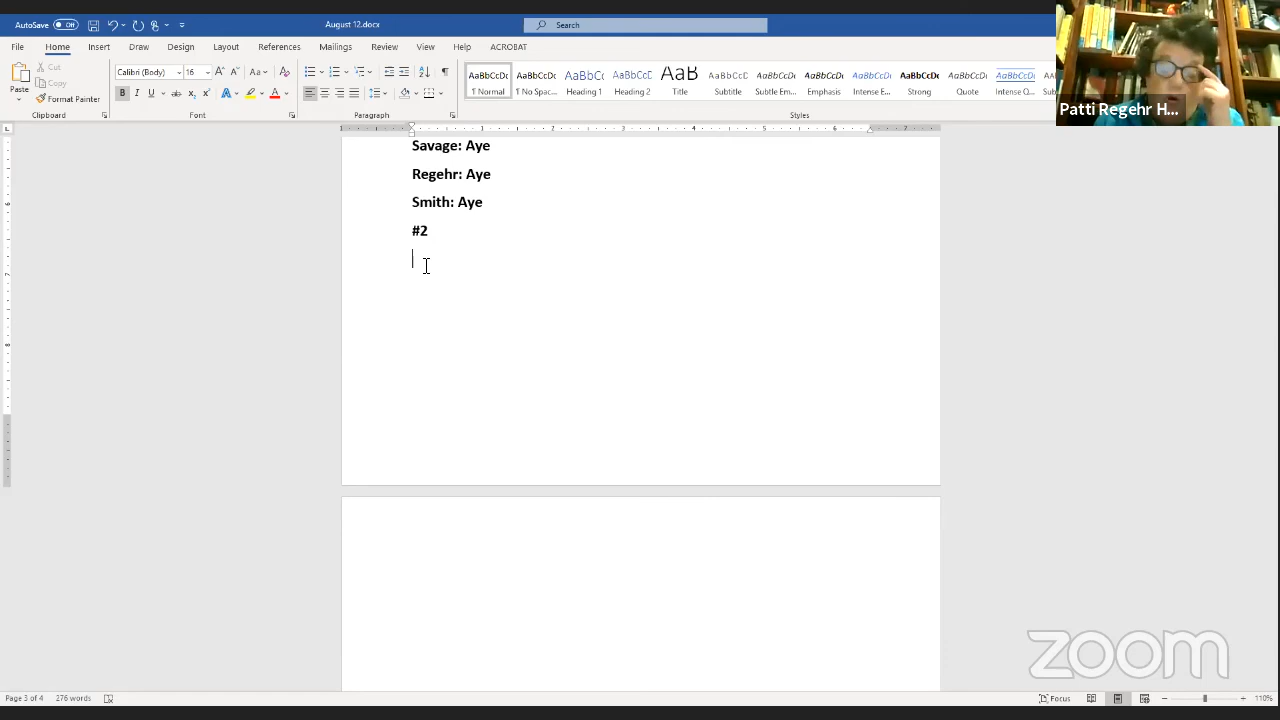 AutoSave Off August 12.docx Search
File Home Insert Draw Design Layout References Mailings Review View Help ACROBAT
Paste Cut Copy Format Painter
Calibri (Body) 16
AaBbCcDc AaBbCcDc AaBbC( AaBbCcC AaB AaBbCcD AaBbCcDc AaBbCcDc AaBbCcDc AaBbCcDc AaBbCcDc AaBbCcDc
¶ Normal ¶ No Spac... Heading 1 Heading 2 Title Subtitle Subtle Em... Emphasis Intense E... Strong Quote Intense Q...
Clipboard Font Paragraph Styles
Patti Regehr H...
Savage: Aye
Regehr: Aye
Smith: Aye
#2
zoom
Page 3 of 4 276 words Focus 110%